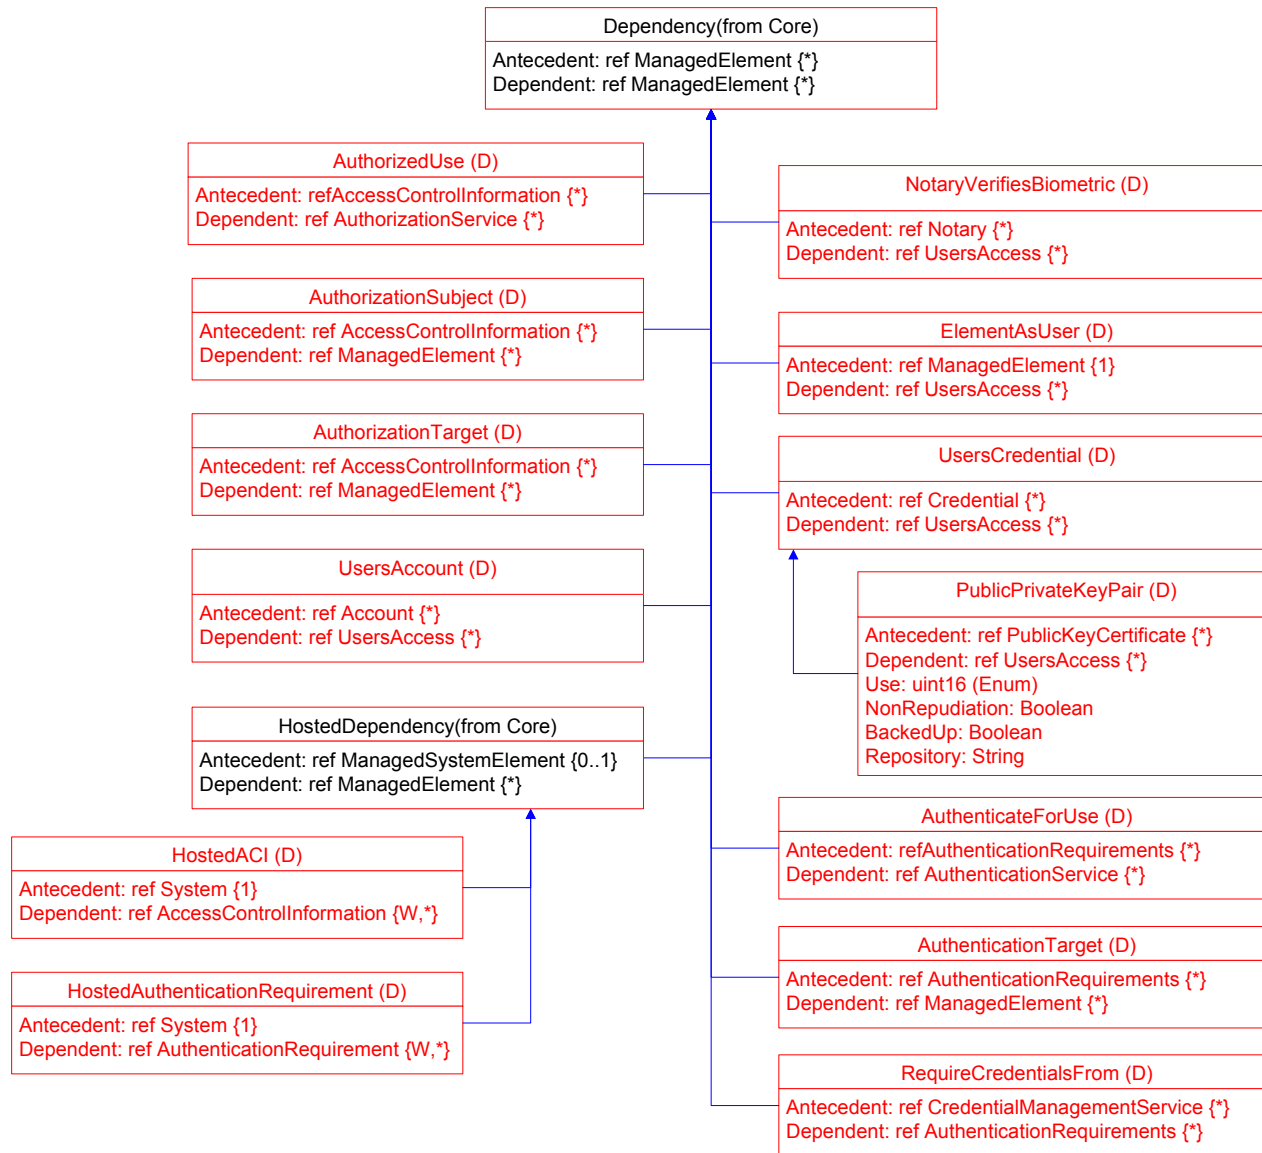 Dependency(from Core)
Antecedent: ref ManagedElement {*}
Dependent: ref ManagedElement {*}
AuthorizedUse (D)
Antecedent: refAccessControlInformation {*}
Dependent: ref AuthorizationService {*}
AuthorizationSubject (D)
Antecedent: ref AccessControlInformation {*}
Dependent: ref ManagedElement {*}
AuthorizationTarget (D)
Antecedent: ref AccessControlInformation {*}
Dependent: ref ManagedElement {*}
UsersAccount (D)
Antecedent: ref Account {*}
Dependent: ref UsersAccess {*}
HostedDependency(from Core)
Antecedent: ref ManagedSystemElement {0..1}
Dependent: ref ManagedElement {*}
HostedACI (D)
Antecedent: ref System {1}
Dependent: ref AccessControlInformation {W,*}
HostedAuthenticationRequirement (D)
Antecedent: ref System {1}
Dependent: ref AuthenticationRequirement {W,*}
NotaryVerifiesBiometric (D)
Antecedent: ref Notary {*}
Dependent: ref UsersAccess {*}
ElementAsUser (D)
Antecedent: ref ManagedElement {1}
Dependent: ref UsersAccess {*}
UsersCredential (D)
Antecedent: ref Credential {*}
Dependent: ref UsersAccess {*}
PublicPrivateKeyPair (D)
Antecedent: ref PublicKeyCertificate {*}
Dependent: ref UsersAccess {*}
Use: uint16 (Enum)
NonRepudiation: Boolean
BackedUp: Boolean
Repository: String
AuthenticateForUse (D)
Antecedent: refAuthenticationRequirements {*}
Dependent: ref AuthenticationService {*}
AuthenticationTarget (D)
Antecedent: ref AuthenticationRequirements {*}
Dependent: ref ManagedElement {*}
RequireCredentialsFrom (D)
Antecedent: ref CredentialManagementService {*}
Dependent: ref AuthenticationRequirements {*}